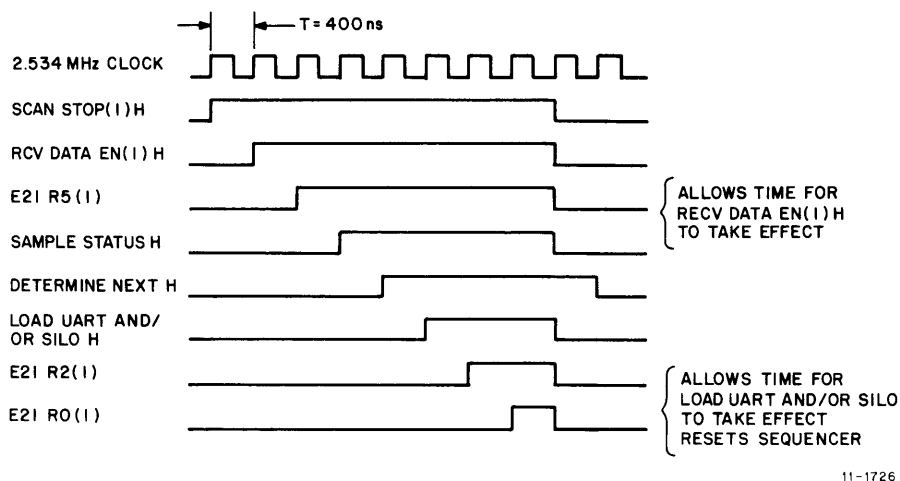 T = 400 ns
2.534 MHz CLOCK
SCAN STOP(1)H
RCV DATA EN(1) H
E21 R5(1)
ALLOWS TIME FOR
RECV DATA EN(1) H
TO TAKE EFFECT
SAMPLE STATUS H
DETERMINE NEXT H
LOAD UART AND/
OR SILO H
E21 R2(1)
E21 R0(1)
ALLOWS TIME FOR
LOAD UART AND/OR SILO
TO TAKE EFFECT
RESETS SEQUENCER
11-1726